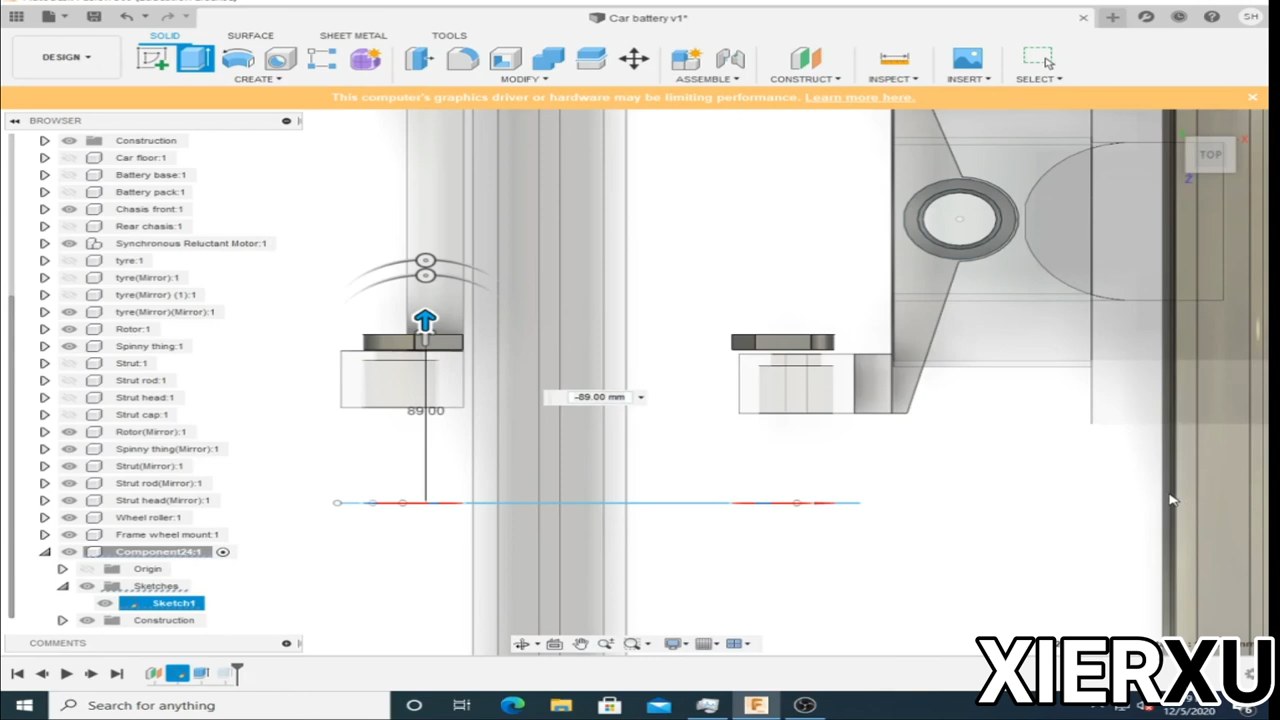 Car battery v1*
SH
SOLID
SURFACE
SHEET METAL
TOOLS
DESIGN
CREATE
MODIFY
ASSEMBLE
CONSTRUCT
INSPECT
INSERT
SELECT
This computer's graphics driver or hardware may be limiting performance. Learn more here.
BROWSER
Construction
Car floor:1
Battery base:1
Battery pack:1
Chasis front:1
Rear chasis:1
Synchronous Reluctant Motor:1
tyre:1
tyre(Mirror):1
tyre(Mirror) (1):1
tyre(Mirror)(Mirror):1
Rotor:1
Spinny thing:1
Strut:1
Strut rod:1
Strut head:1
Strut cap:1
Rotor(Mirror):1
Spinny thing(Mirror):1
Strut(Mirror):1
Strut rod(Mirror):1
Strut head(Mirror):1
Wheel roller:1
Frame wheel mount:1
Component24:1
Origin
Sketches
Sketch1
Construction
TOP
X
Z
-89.00 mm
89.00
COMMENTS
XIERXU
Search for anything
12/5/2020